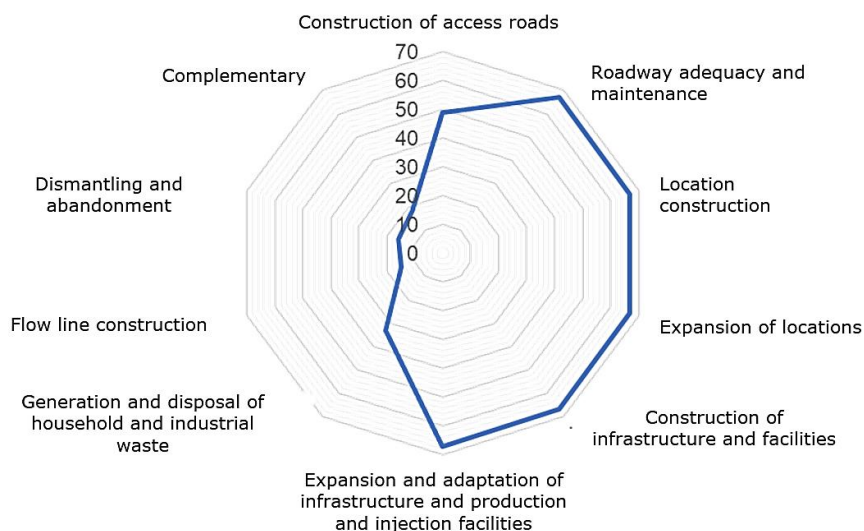 Construction of access roads
70
60
50
40
30
20
10
0
Roadway adequacy and
maintenance
Location
construction
Expansion of locations
Construction of
infrastructure and facilities
Expansion and adaptation of
infrastructure and production
and injection facilities
Generation and disposal of
household and industrial
waste
Flow line construction
Dismantling and
abandonment
Complementary